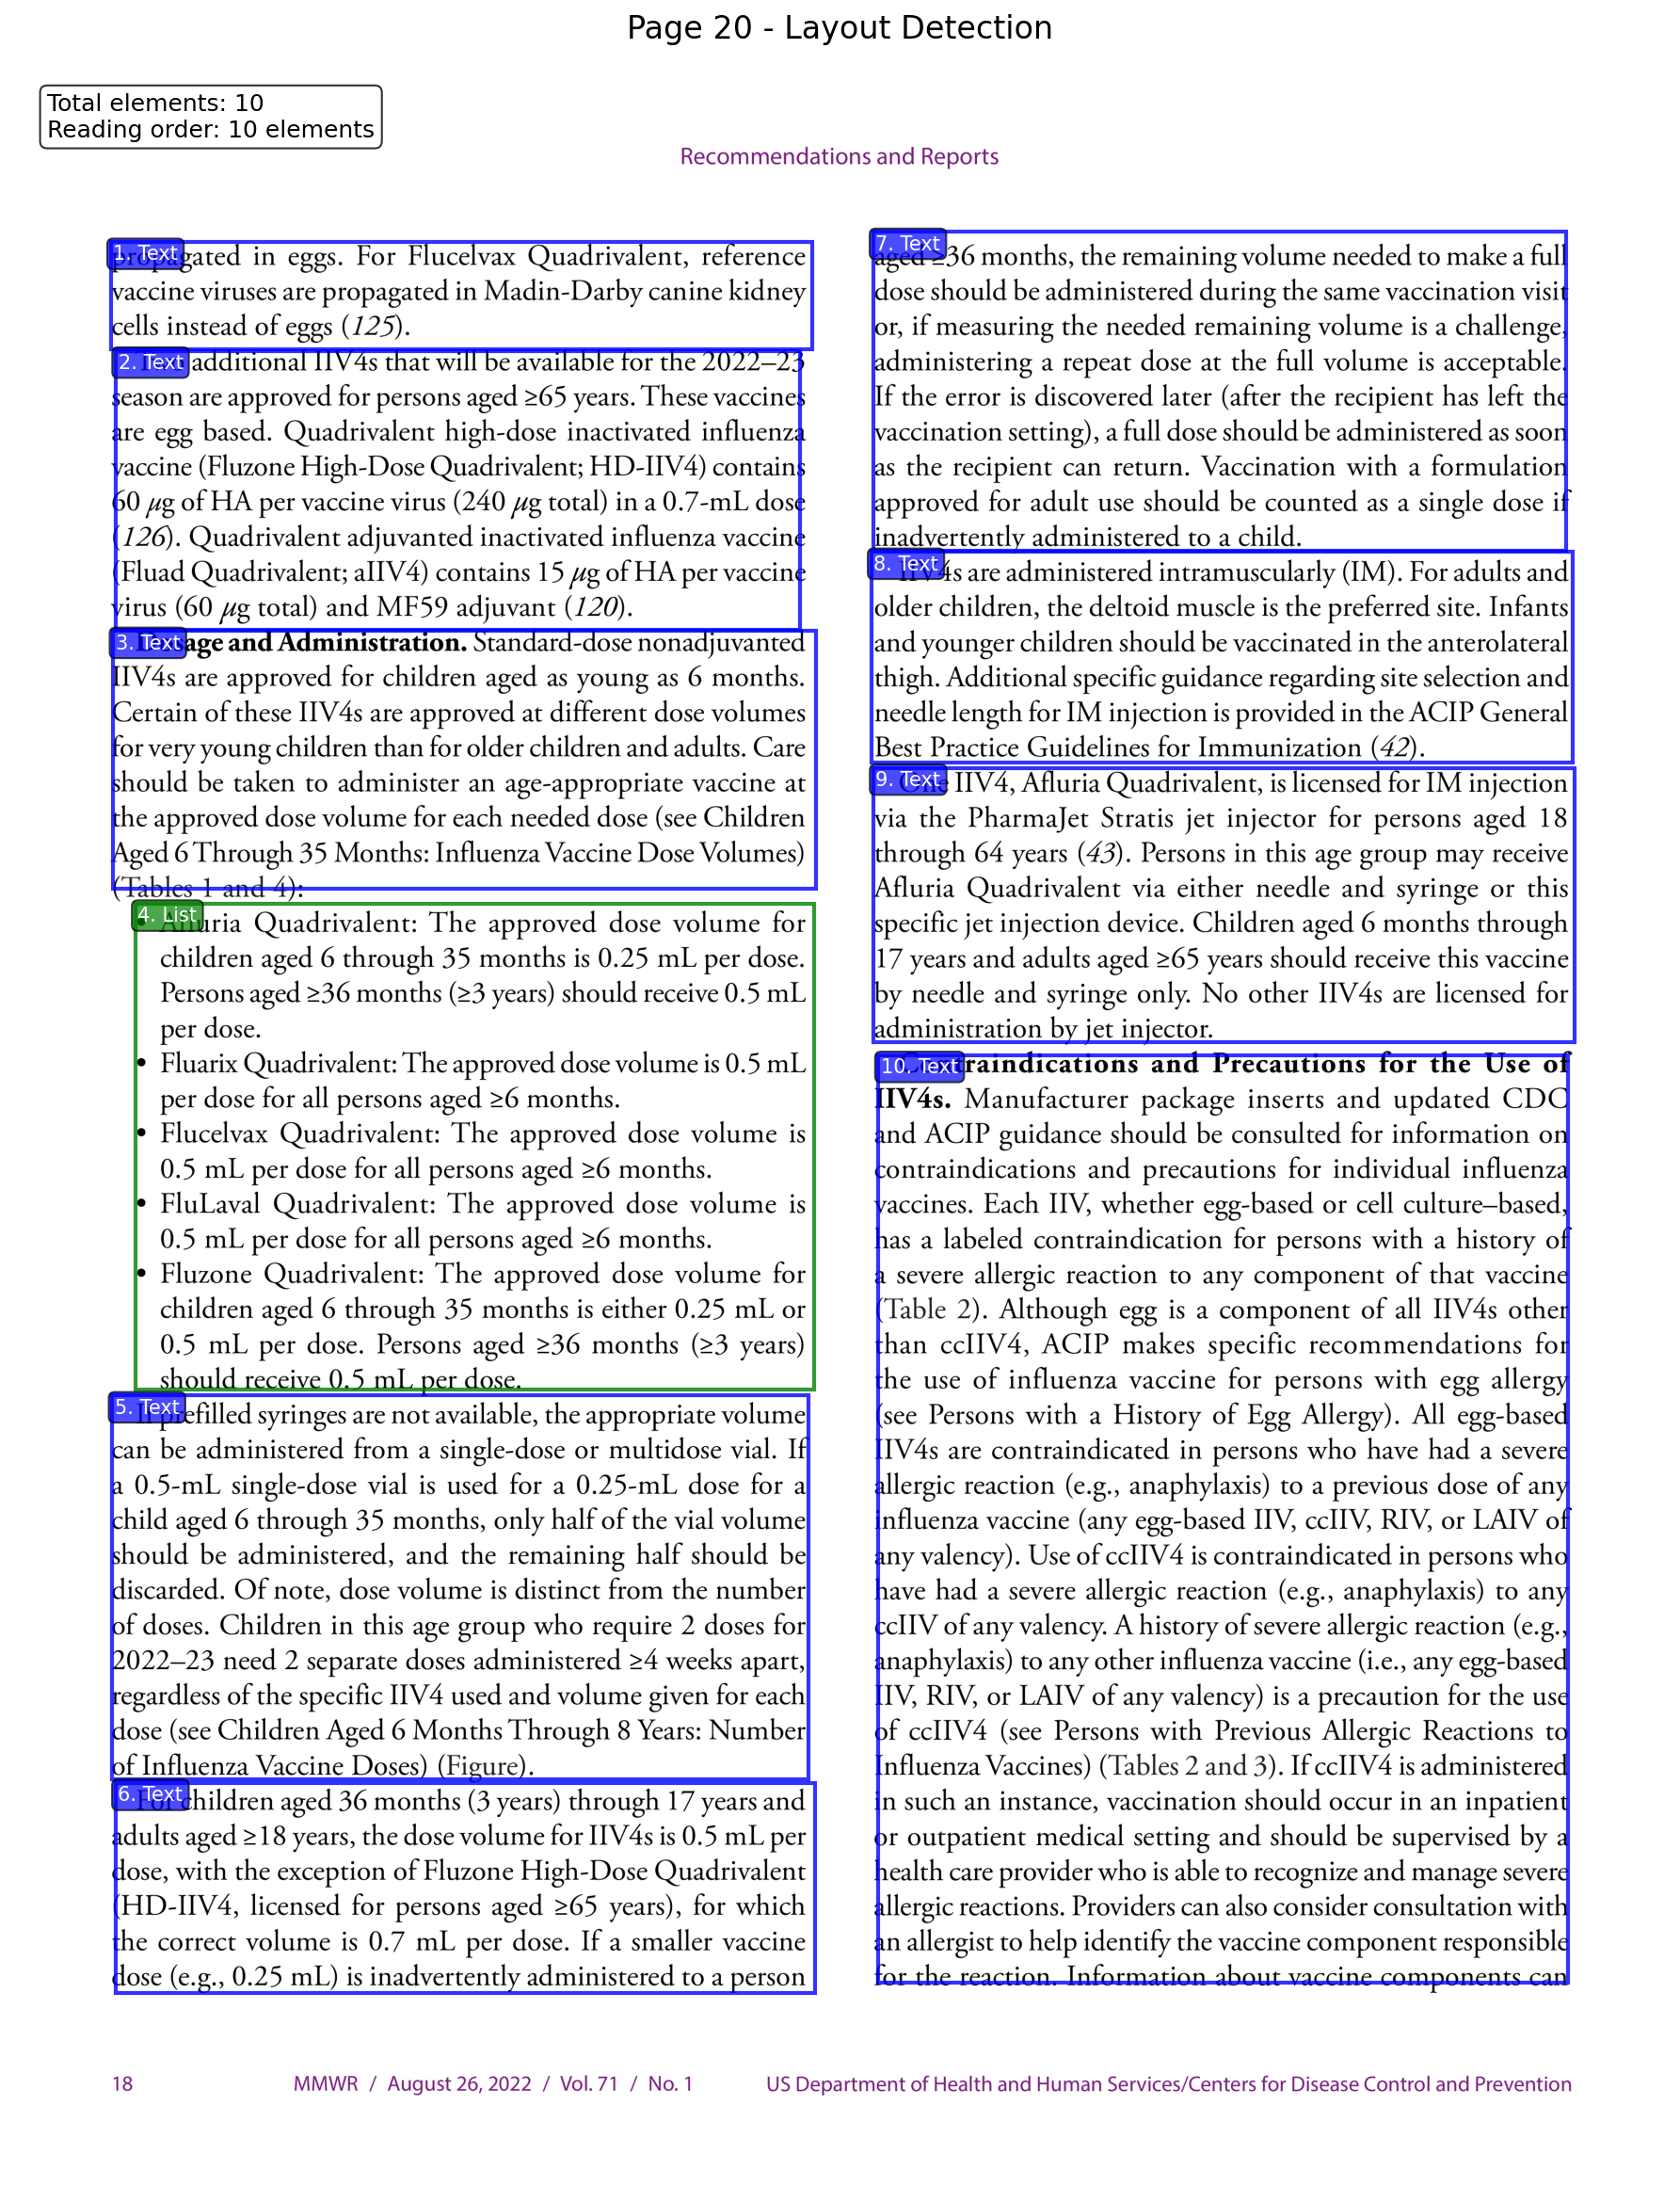 Page 20 - Layout Detection
Total elements: 10
Reading order: 10 elements
Recommendations and Reports
1. Text
propagated in eggs. For Flucelvax Quadrivalent, reference
vaccine viruses are propagated in Madin-Darby canine kidney
cells instead of eggs (125).
2. Text
additional IIV4s that will be available for the 2022–23
season are approved for persons aged ≥65 years. These vaccines
are egg based. Quadrivalent high-dose inactivated influenza
vaccine (Fluzone High-Dose Quadrivalent; HD-IIV4) contains
60 µg of HA per vaccine virus (240 µg total) in a 0.7-mL dose
(126). Quadrivalent adjuvanted inactivated influenza vaccine
(Fluad Quadrivalent; aIIV4) contains 15 µg of HA per vaccine
virus (60 µg total) and MF59 adjuvant (120).
3. Text
Dosage and Administration. Standard-dose nonadjuvanted
IIV4s are approved for children aged as young as 6 months.
Certain of these IIV4s are approved at different dose volumes
for very young children than for older children and adults. Care
should be taken to administer an age-appropriate vaccine at
the approved dose volume for each needed dose (see Children
Aged 6 Through 35 Months: Influenza Vaccine Dose Volumes)
(Tables 1 and 4):
4. List
• Afluria Quadrivalent: The approved dose volume for
children aged 6 through 35 months is 0.25 mL per dose.
Persons aged ≥36 months (≥3 years) should receive 0.5 mL
per dose.
• Fluarix Quadrivalent: The approved dose volume is 0.5 mL
per dose for all persons aged ≥6 months.
• Flucelvax Quadrivalent: The approved dose volume is
0.5 mL per dose for all persons aged ≥6 months.
• FluLaval Quadrivalent: The approved dose volume is
0.5 mL per dose for all persons aged ≥6 months.
• Fluzone Quadrivalent: The approved dose volume for
children aged 6 through 35 months is either 0.25 mL or
0.5 mL per dose. Persons aged ≥36 months (≥3 years)
should receive 0.5 mL per dose.
5. Text
If prefilled syringes are not available, the appropriate volume
can be administered from a single-dose or multidose vial. If
a 0.5-mL single-dose vial is used for a 0.25-mL dose for a
child aged 6 through 35 months, only half of the vial volume
should be administered, and the remaining half should be
discarded. Of note, dose volume is distinct from the number
of doses. Children in this age group who require 2 doses for
2022–23 need 2 separate doses administered ≥4 weeks apart,
regardless of the specific IIV4 used and volume given for each
dose (see Children Aged 6 Months Through 8 Years: Number
of Influenza Vaccine Doses) (Figure).
6. Text
For children aged 36 months (3 years) through 17 years and
adults aged ≥18 years, the dose volume for IIV4s is 0.5 mL per
dose, with the exception of Fluzone High-Dose Quadrivalent
(HD-IIV4, licensed for persons aged ≥65 years), for which
the correct volume is 0.7 mL per dose. If a smaller vaccine
dose (e.g., 0.25 mL) is inadvertently administered to a person
7. Text
aged ≥36 months, the remaining volume needed to make a full
dose should be administered during the same vaccination visit
or, if measuring the needed remaining volume is a challenge,
administering a repeat dose at the full volume is acceptable.
If the error is discovered later (after the recipient has left the
vaccination setting), a full dose should be administered as soon
as the recipient can return. Vaccination with a formulation
approved for adult use should be counted as a single dose if
inadvertently administered to a child.
8. Text
IIV4s are administered intramuscularly (IM). For adults and
older children, the deltoid muscle is the preferred site. Infants
and younger children should be vaccinated in the anterolateral
thigh. Additional specific guidance regarding site selection and
needle length for IM injection is provided in the ACIP General
Best Practice Guidelines for Immunization (42).
9. Text
One IIV4, Afluria Quadrivalent, is licensed for IM injection
via the PharmaJet Stratis jet injector for persons aged 18
through 64 years (43). Persons in this age group may receive
Afluria Quadrivalent via either needle and syringe or this
specific jet injection device. Children aged 6 months through
17 years and adults aged ≥65 years should receive this vaccine
by needle and syringe only. No other IIV4s are licensed for
administration by jet injector.
10. Text
Contraindications and Precautions for the Use of
IIV4s. Manufacturer package inserts and updated CDC
and ACIP guidance should be consulted for information on
contraindications and precautions for individual influenza
vaccines. Each IIV, whether egg-based or cell culture–based,
has a labeled contraindication for persons with a history of
a severe allergic reaction to any component of that vaccine
(Table 2). Although egg is a component of all IIV4s other
than ccIIV4, ACIP makes specific recommendations for
the use of influenza vaccine for persons with egg allergy
(see Persons with a History of Egg Allergy). All egg-based
IIV4s are contraindicated in persons who have had a severe
allergic reaction (e.g., anaphylaxis) to a previous dose of any
influenza vaccine (any egg-based IIV, ccIIV, RIV, or LAIV of
any valency). Use of ccIIV4 is contraindicated in persons who
have had a severe allergic reaction (e.g., anaphylaxis) to any
ccIIV of any valency. A history of severe allergic reaction (e.g.,
anaphylaxis) to any other influenza vaccine (i.e., any egg-based
IIV, RIV, or LAIV of any valency) is a precaution for the use
of ccIIV4 (see Persons with Previous Allergic Reactions to
Influenza Vaccines) (Tables 2 and 3). If ccIIV4 is administered
in such an instance, vaccination should occur in an inpatient
or outpatient medical setting and should be supervised by a
health care provider who is able to recognize and manage severe
allergic reactions. Providers can also consider consultation with
an allergist to help identify the vaccine component responsible
for the reaction. Information about vaccine components can
18 MMWR / August 26, 2022 / Vol. 71 / No. 1 US Department of Health and Human Services/Centers for Disease Control and Prevention